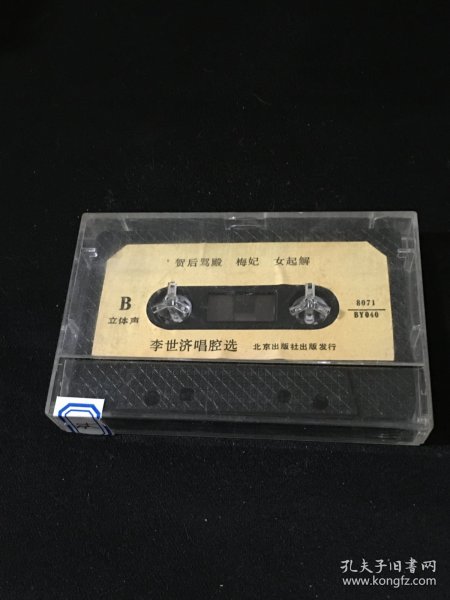 贺后骂殿 梅妃 女起解
B
立体声
8071
BY040
李世济唱腔选 北京出版社出版发行
孔夫子旧书网
www.kongfz.com